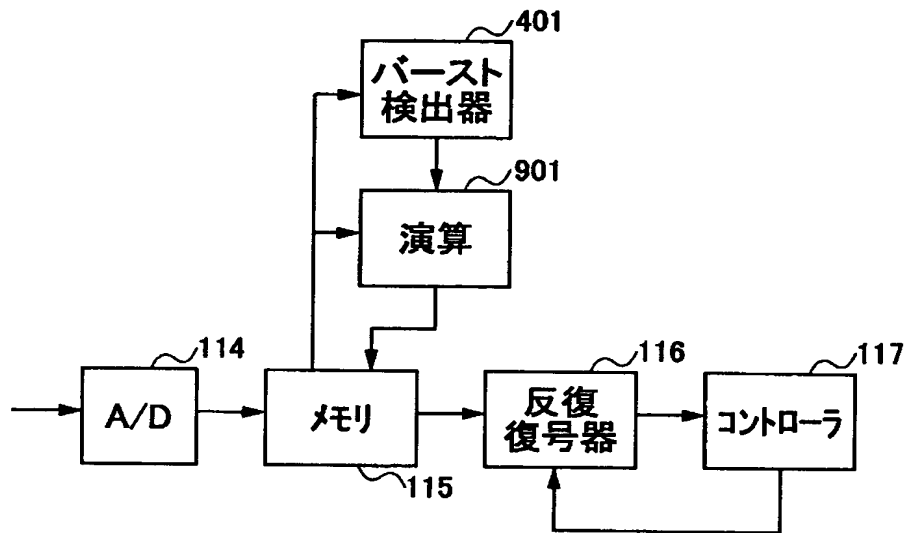 401
バースト
検出器
901
演算
114
A/D
メモリ
115
116
反復
復号器
117
コントローラ